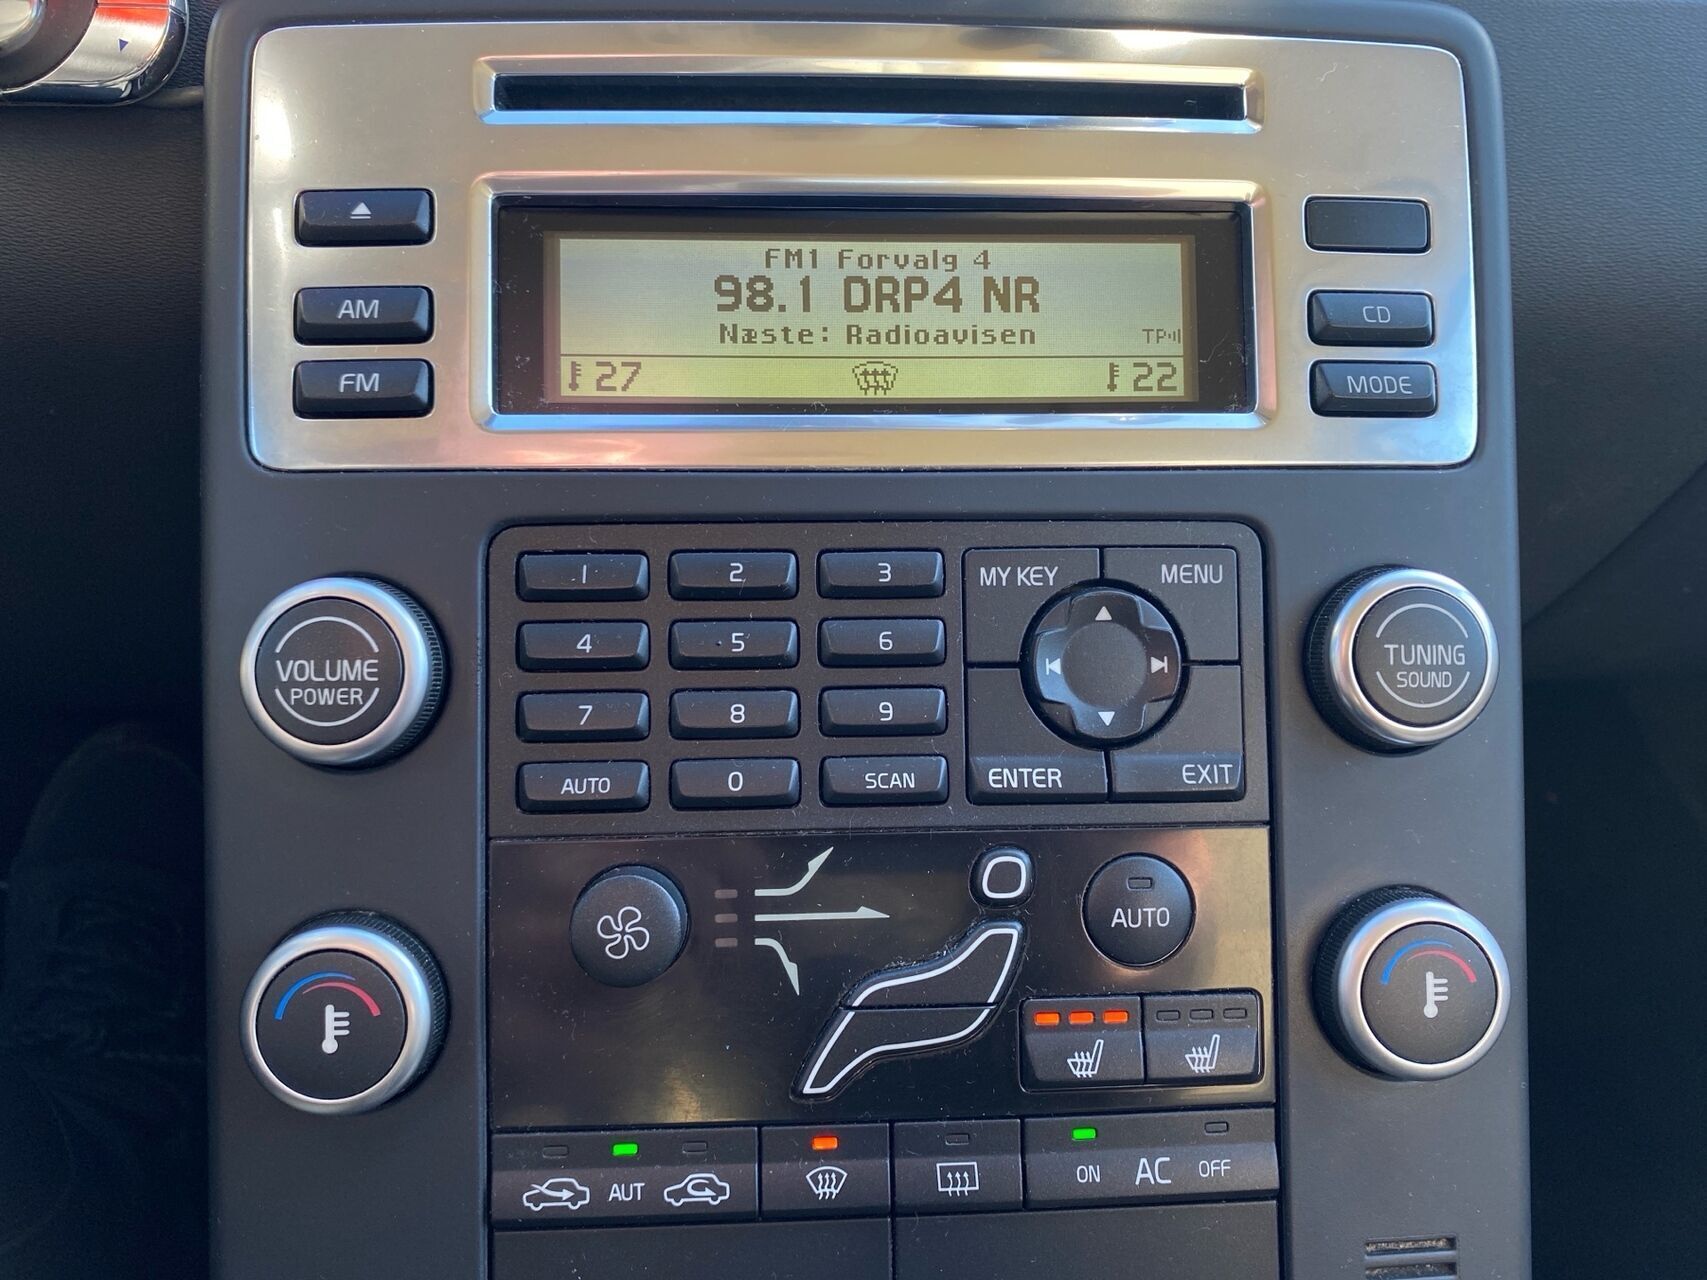 FM1 Forvalg 4
98.1 DRP4 NR
Næste: Radioavisen TP
27 22
AM
FM
CD
MODE
VOLUME
POWER
1 2 3
4 5 6
7 8 9
AUTO 0 SCAN
MY KEY MENU
ENTER EXIT
TUNING
SOUND
AUTO
AUT
ON AC OFF